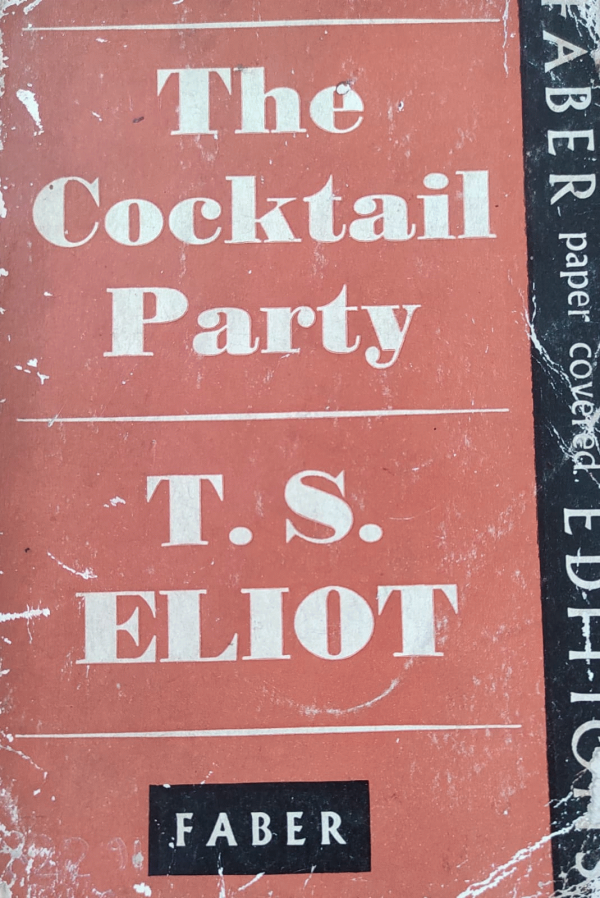 The
Cocktail
Party
T. S.
ELIOT
FABER
FABER paper covered EDITIONS